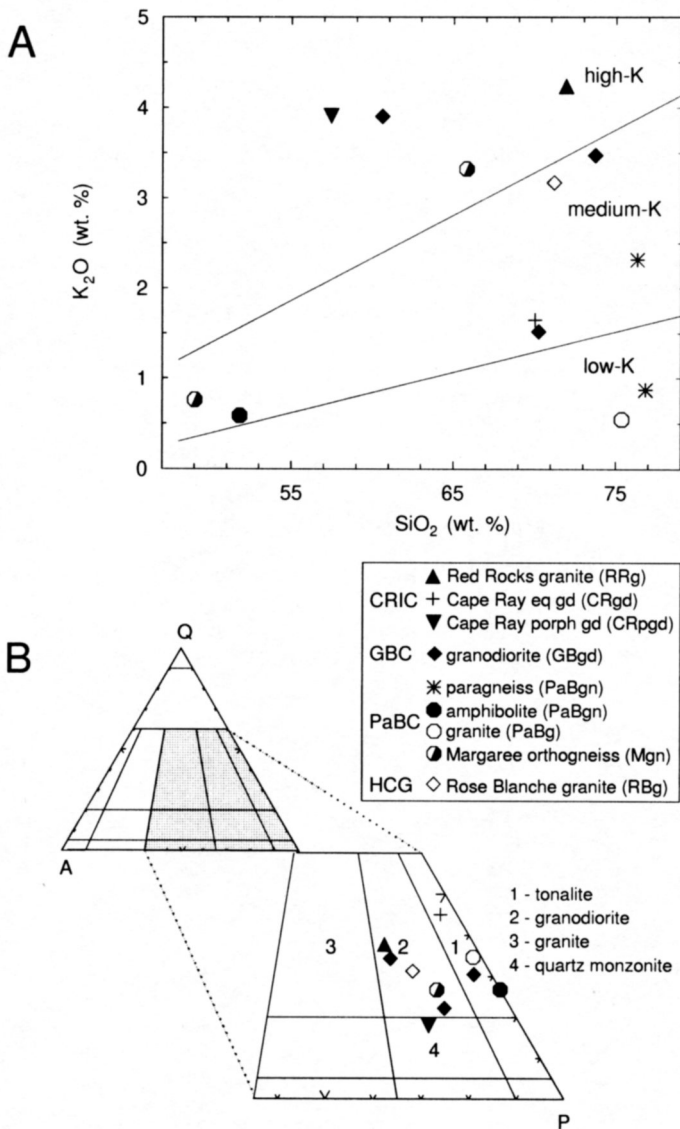 A
5
4
3
2
1
0
K₂O (wt. %)
high-K
medium-K
low-K
55
65
75
SiO₂ (wt. %)
CRIC
Red Rocks granite (RRg)
Cape Ray eq gd (CRgd)
Cape Ray porph gd (CRpgd)
GBC
granodiorite (GBgd)
PaBC
paragneiss (PaBgn)
amphibolite (PaBgn)
granite (PaBg)
Margaree orthogneiss (Mgn)
HCG
Rose Blanche granite (RBg)
B
Q
A
3
2
1
4
P
1 - tonalite
2 - granodiorite
3 - granite
4 - quartz monzonite